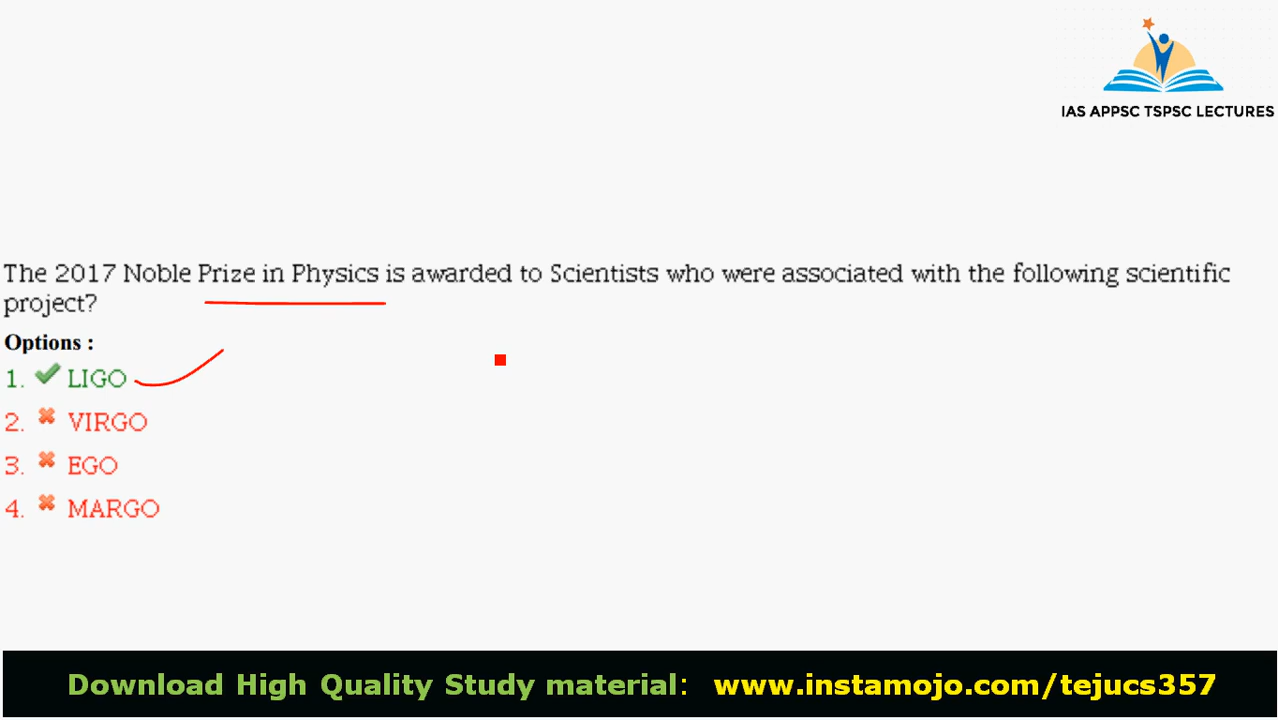 IAS APPSC TSPSC LECTURES
The 2017 Noble Prize in Physics is awarded to Scientists who were associated with the following scientific
project?
Options :
1. LIGO
2. VIRGO
3. EGO
4. MARGO
Download High Quality Study material: www.instamojo.com/tejucs357